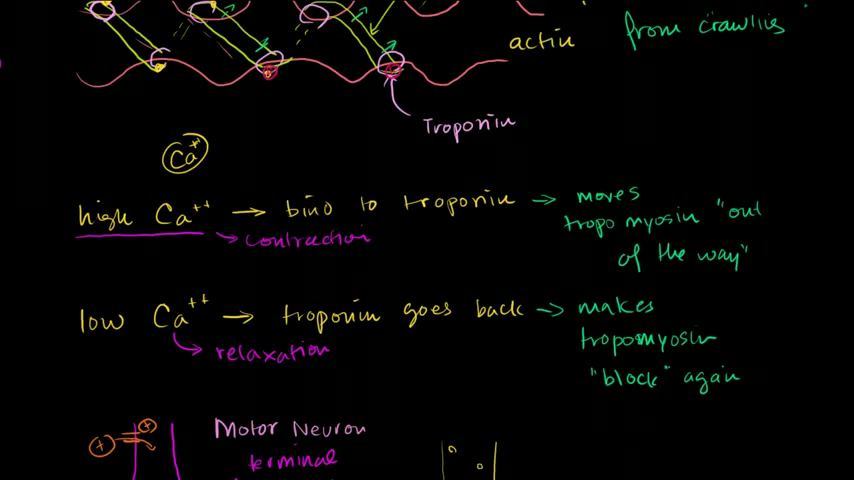 actin from crawlies"
Troponin
Ca++
high Ca++ → bind to troponin → moves
tropomyosin "out
of the way"
contraction
low Ca++ → troponin goes back → makes
tropomyosin
"block" again
relaxation
+ +
Motor Neuron
terminal